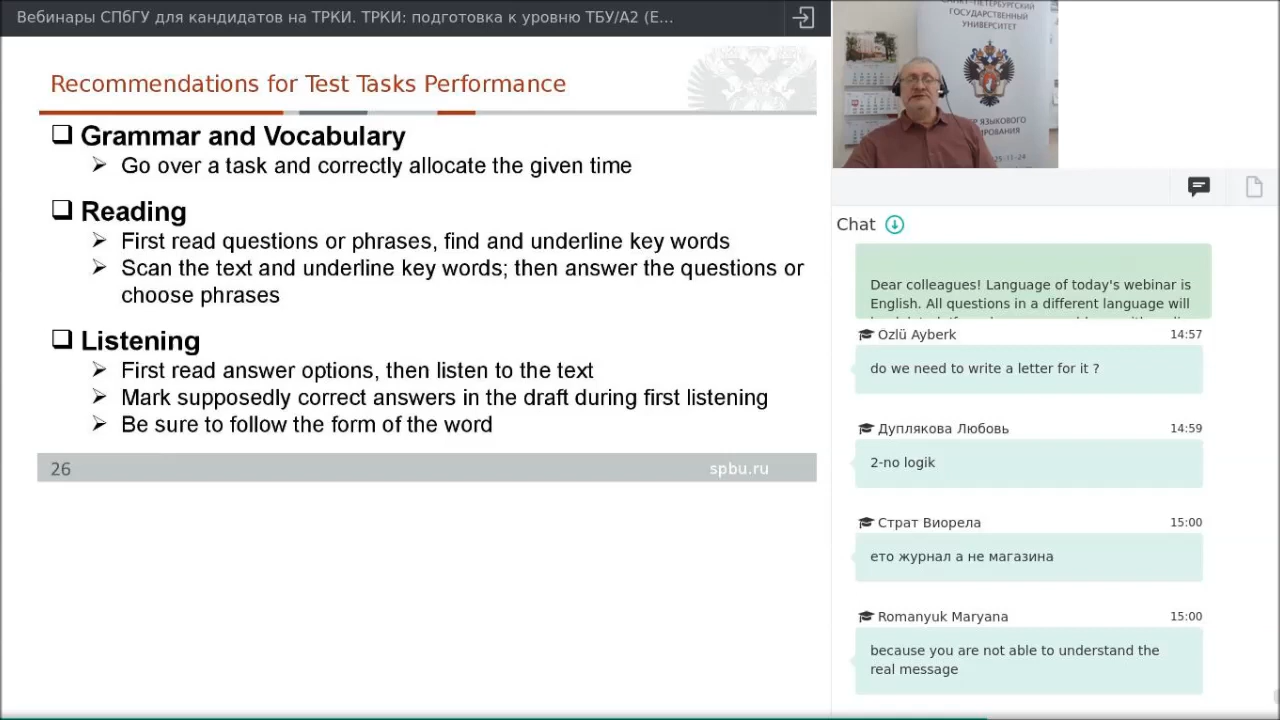 Вебинары СПбГУ для кандидатов на ТРКИ. ТРКИ: подготовка к уровню ТБУ/А2 (E...
Recommendations for Test Tasks Performance
Grammar and Vocabulary
Go over a task and correctly allocate the given time
Reading
First read questions or phrases, find and underline key words
Scan the text and underline key words; then answer the questions or
choose phrases
Listening
First read answer options, then listen to the text
Mark supposedly correct answers in the draft during first listening
Be sure to follow the form of the word
26
spbu.ru
САНКТ-ПЕТЕРБУРГСКИЙ
ГОСУДАРСТВЕННЫЙ
УНИВЕРСИТЕТ
ЯЗЫКОВОГО
Chat
Dear colleagues! Language of today's webinar is
English. All questions in a different language will
Ozlü Ayberk
14:57
do we need to write a letter for it ?
Дуплякова Любовь
14:59
2-no logik
Страт Виорела
15:00
ето журнал а не магазина
Romanyuk Maryana
15:00
because you are not able to understand the
real message